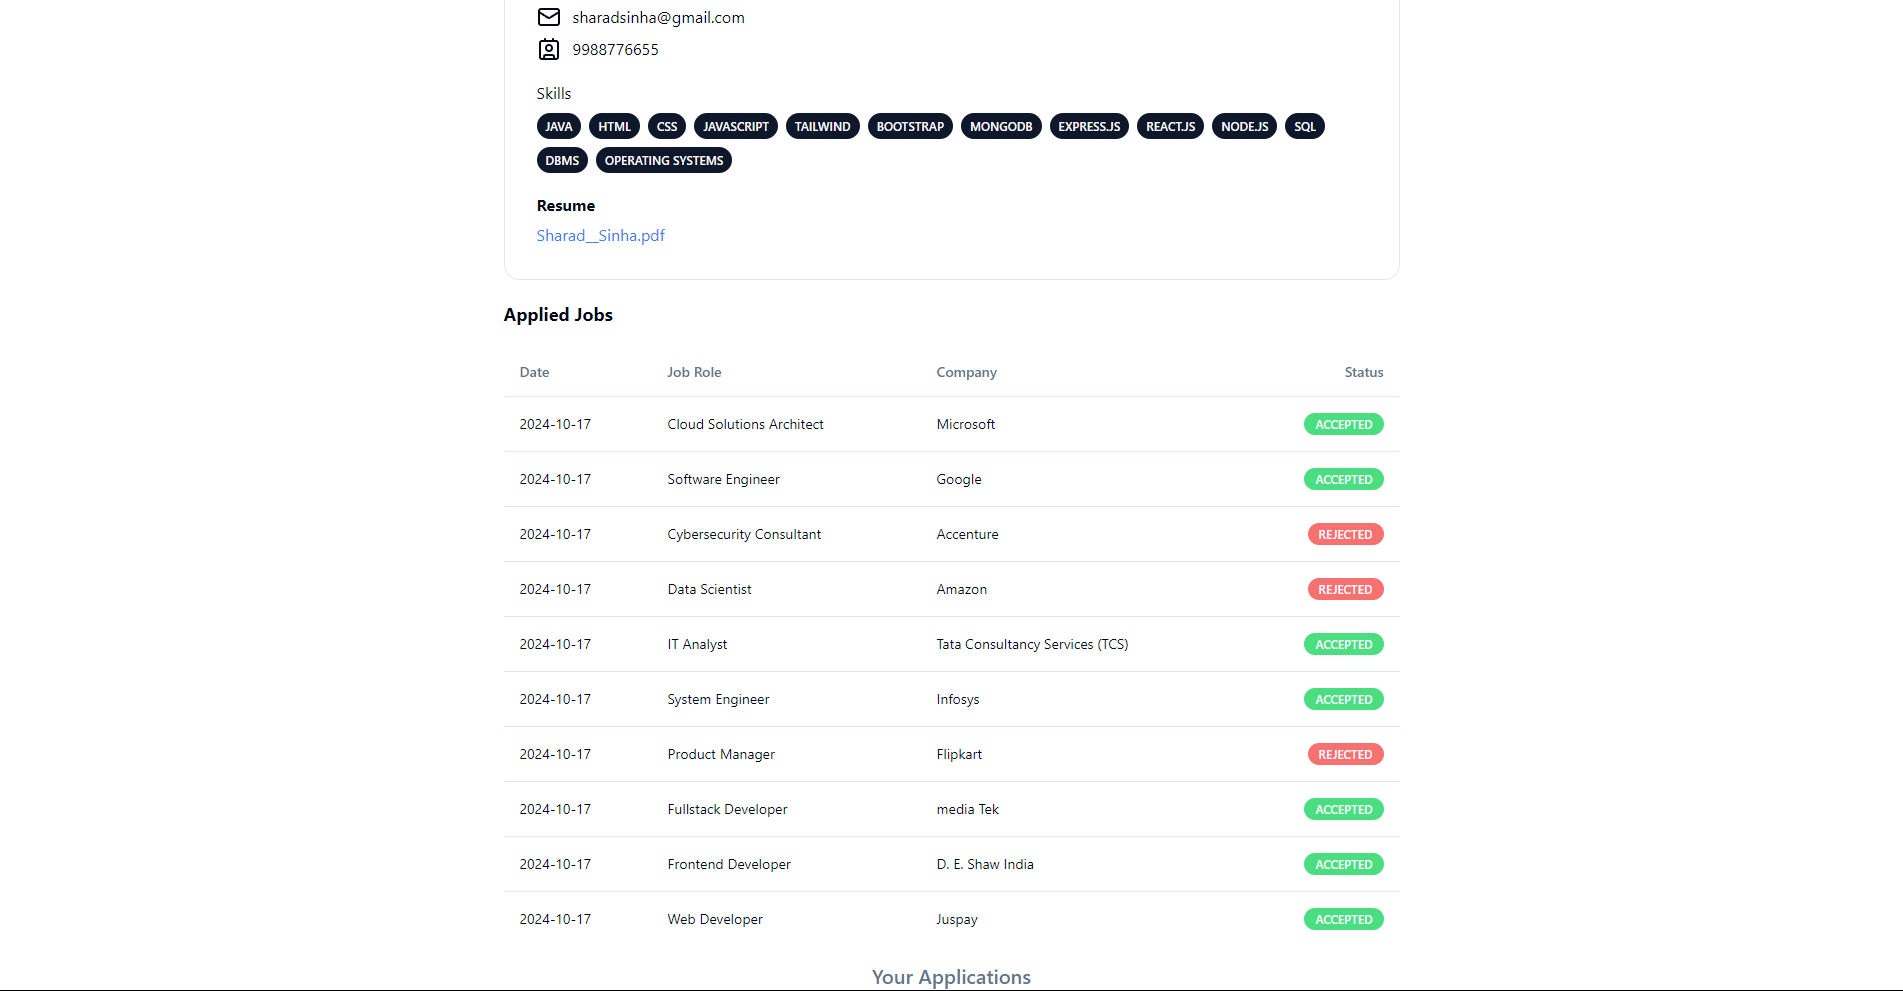 sharadsinha@gmail.com
9988776655
Skills
JAVA HTML CSS JAVASCRIPT TAILWIND BOOTSTRAP MONGODB EXPRESS.JS REACT.JS NODE.JS SQL
DBMS OPERATING SYSTEMS
Resume
Sharad__Sinha.pdf
Applied Jobs
Date Job Role Company Status
2024-10-17 Cloud Solutions Architect Microsoft ACCEPTED
2024-10-17 Software Engineer Google ACCEPTED
2024-10-17 Cybersecurity Consultant Accenture REJECTED
2024-10-17 Data Scientist Amazon REJECTED
2024-10-17 IT Analyst Tata Consultancy Services (TCS) ACCEPTED
2024-10-17 System Engineer Infosys ACCEPTED
2024-10-17 Product Manager Flipkart REJECTED
2024-10-17 Fullstack Developer media Tek ACCEPTED
2024-10-17 Frontend Developer D. E. Shaw India ACCEPTED
2024-10-17 Web Developer Juspay ACCEPTED
Your Applications